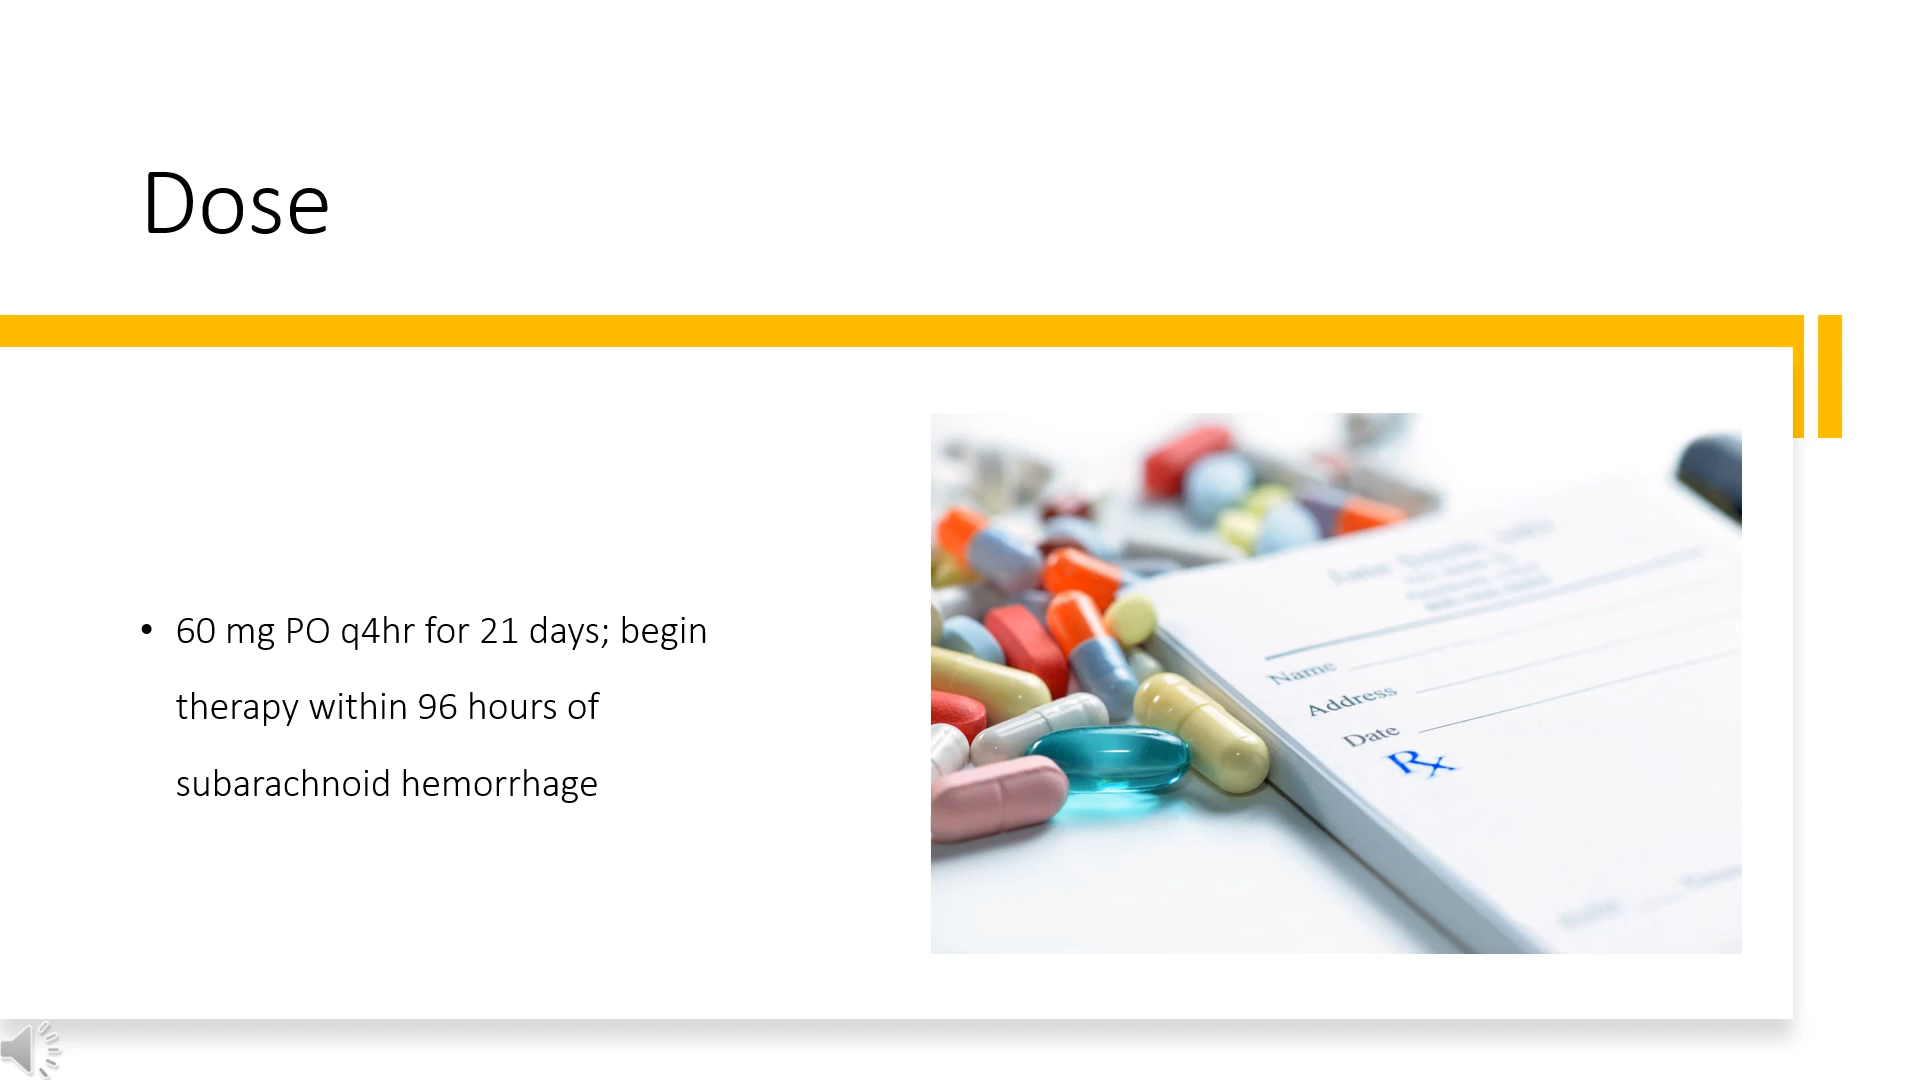 Dose
• 60 mg PO q4hr for 21 days; begin
therapy within 96 hours of
subarachnoid hemorrhage
Name
Address
Date
Rx